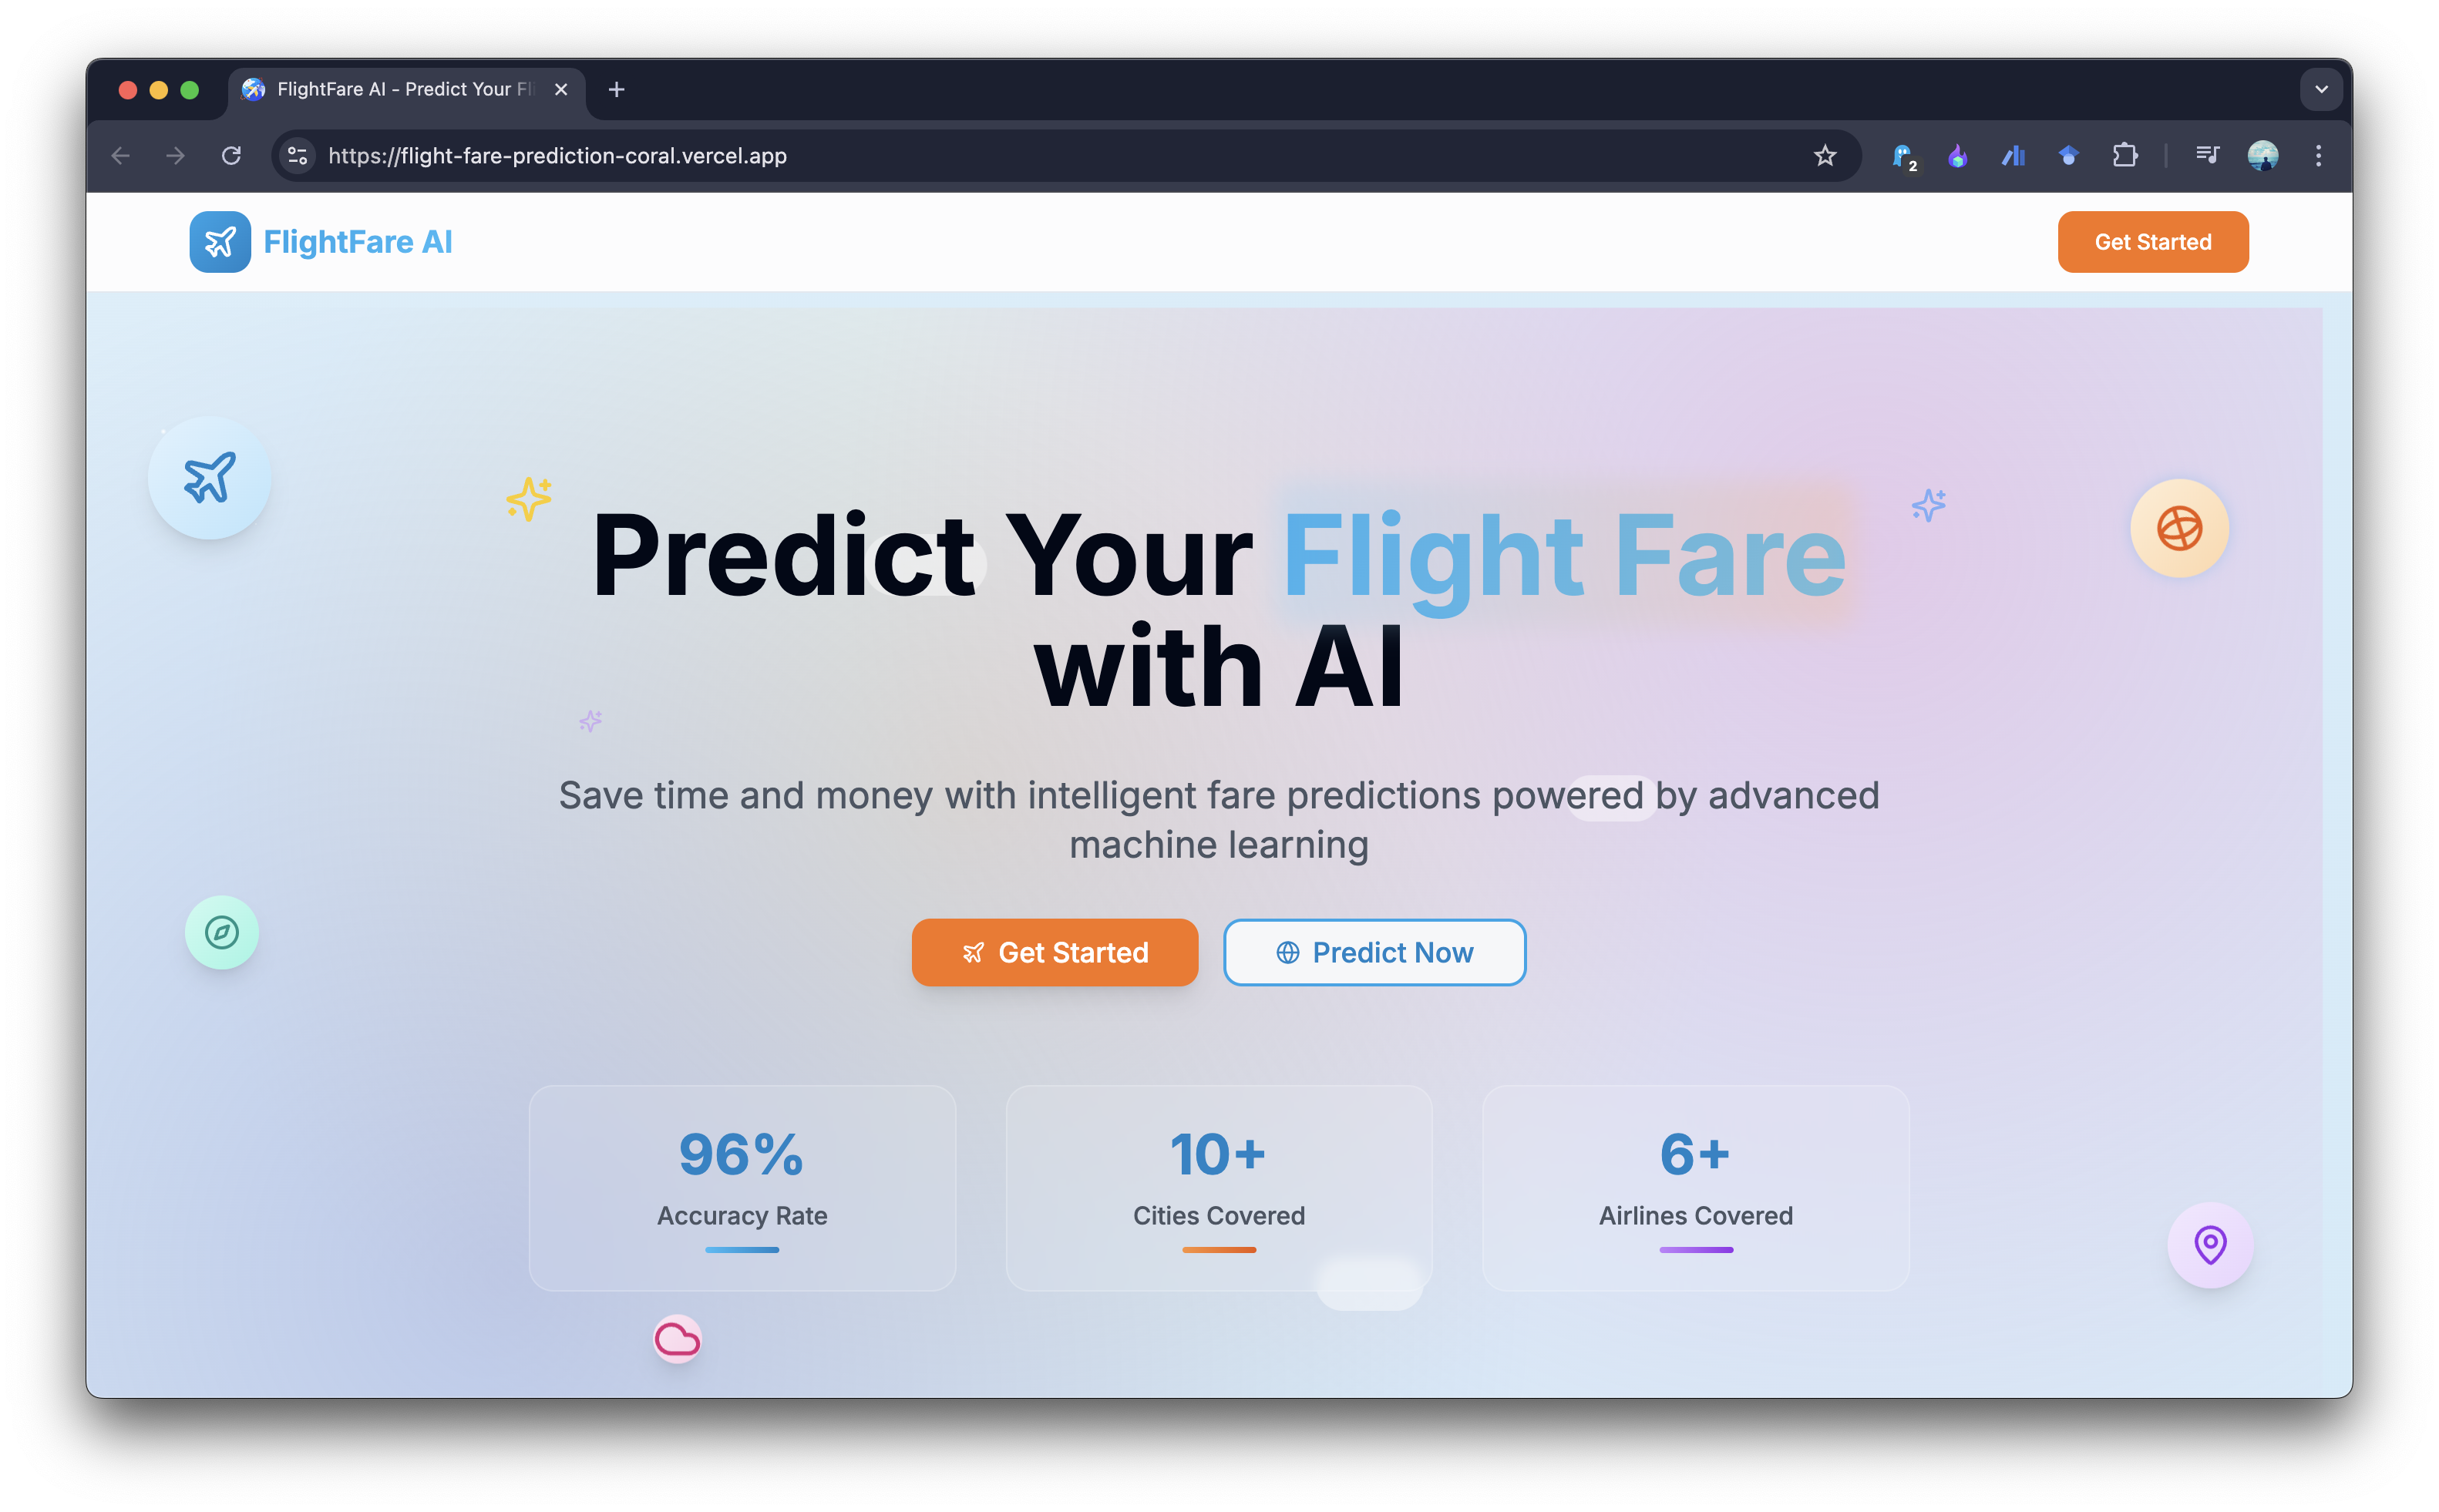 FlightFare AI - Predict Your Fli
https://flight-fare-prediction-coral.vercel.app
2
FlightFare AI
Get Started
Predict Your Flight Fare
with AI
Save time and money with intelligent fare predictions powered by advanced
machine learning
Get Started
Predict Now
96%
Accuracy Rate
10+
Cities Covered
6+
Airlines Covered